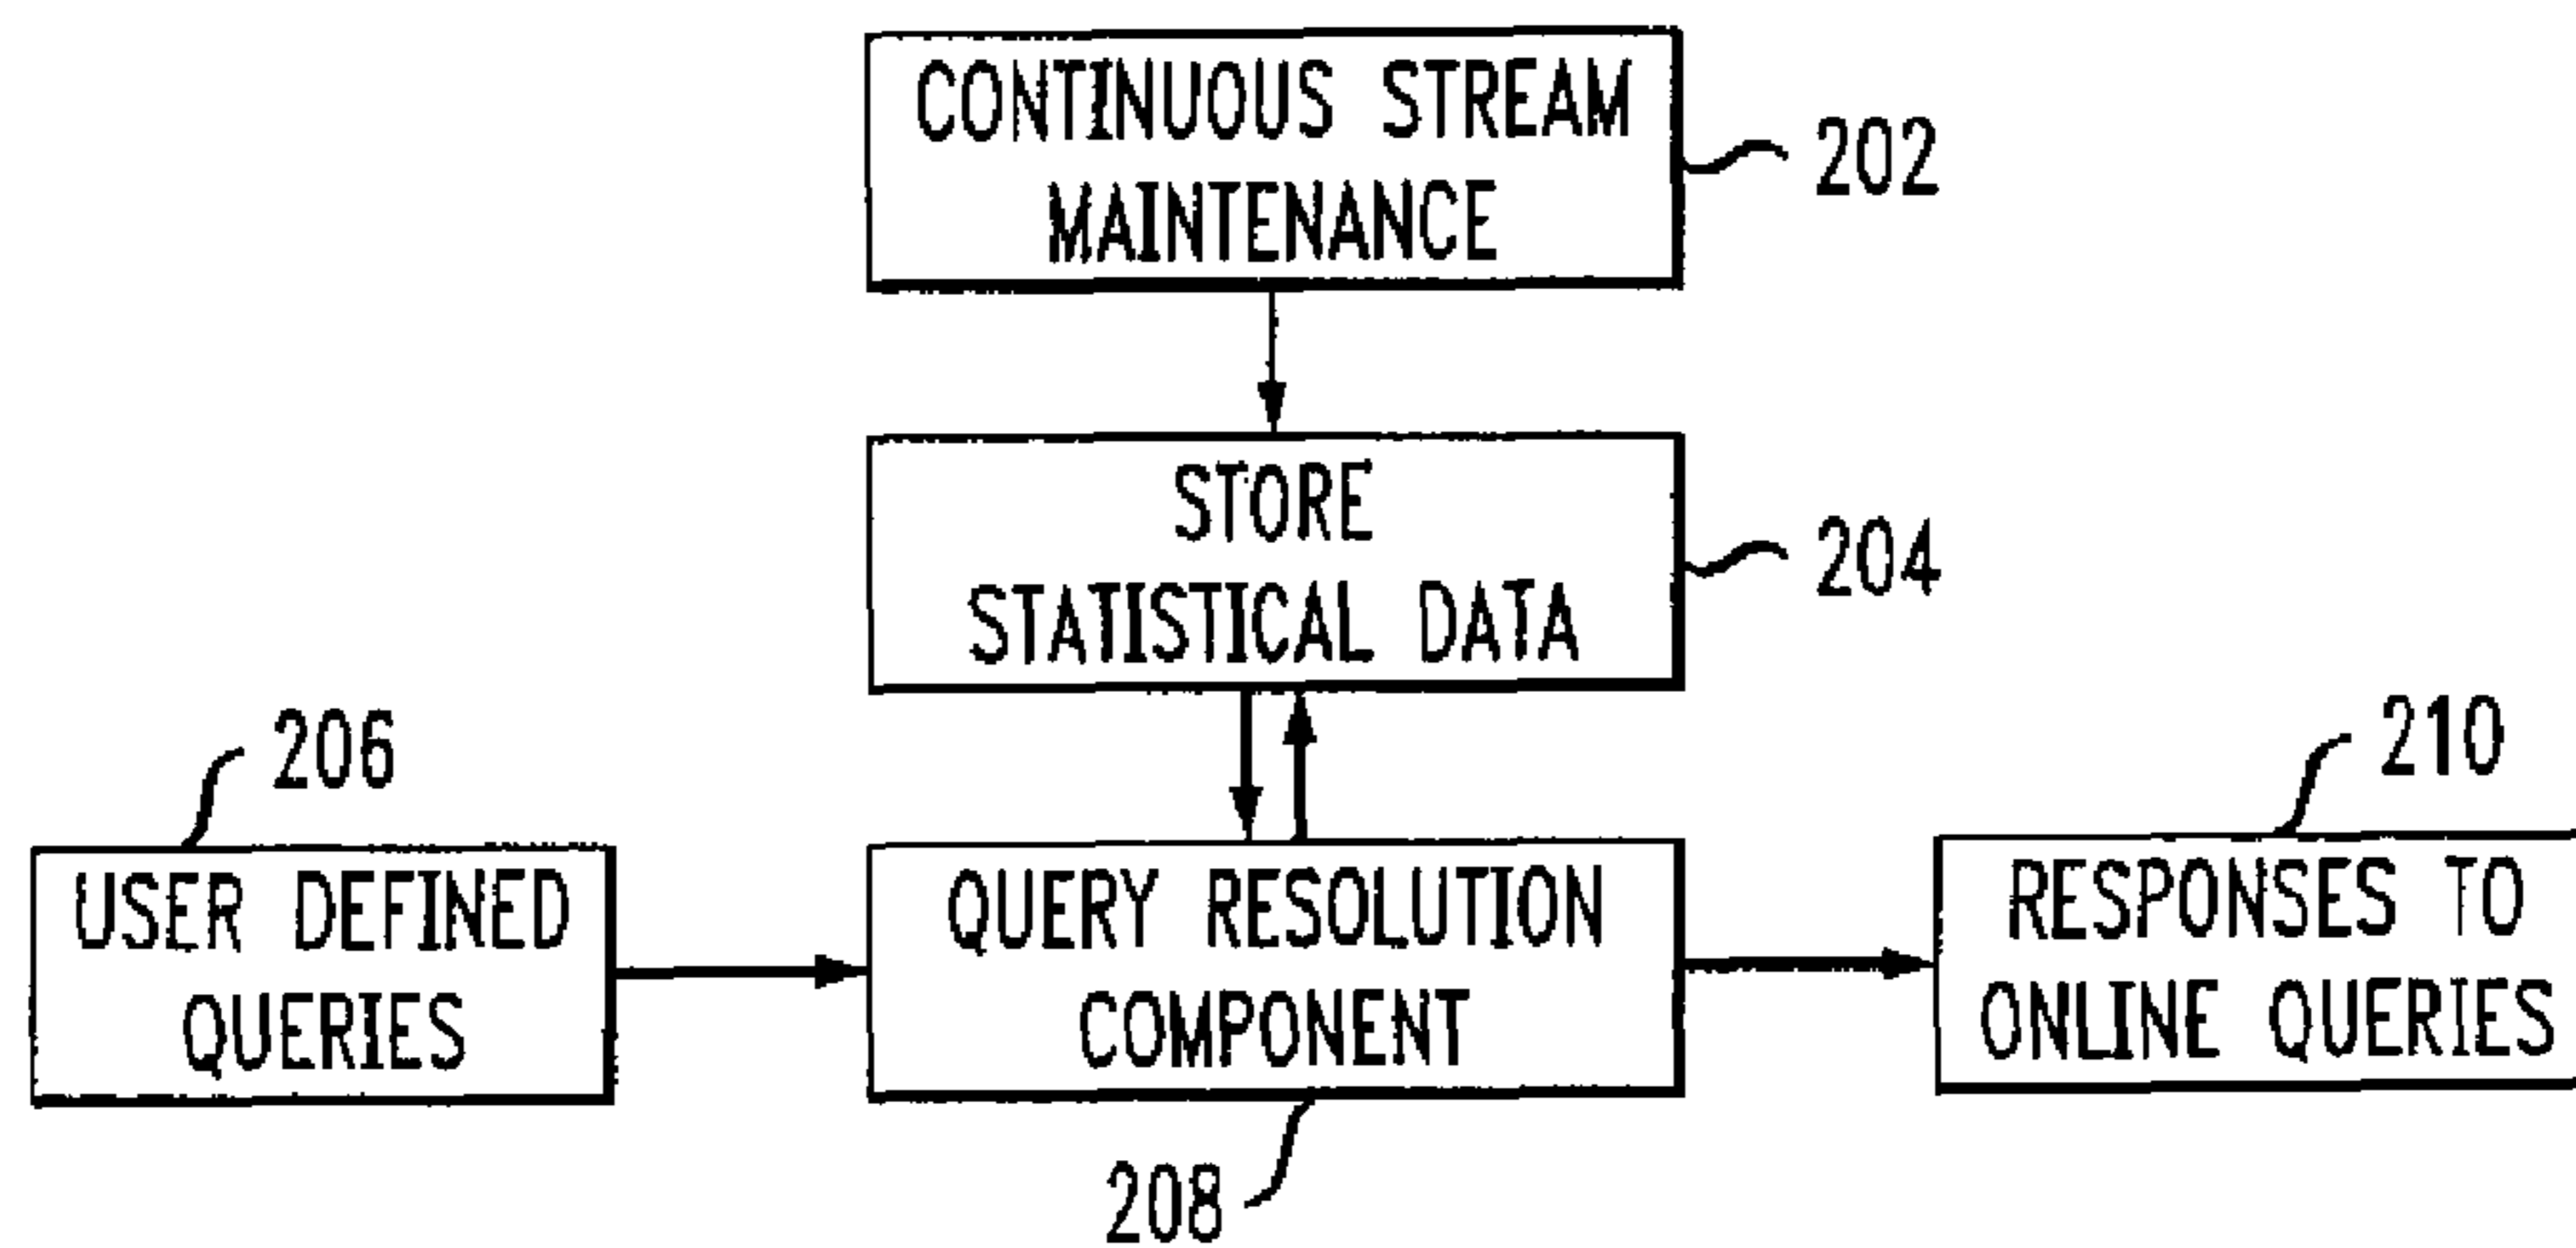 CONTINUOUS STREAM
MAINTENANCE
202
STORE
STATISTICAL DATA
204
206
USER DEFINED
QUERIES
QUERY RESOLUTION
COMPONENT
208
210
RESPONSES TO
ONLINE QUERIES